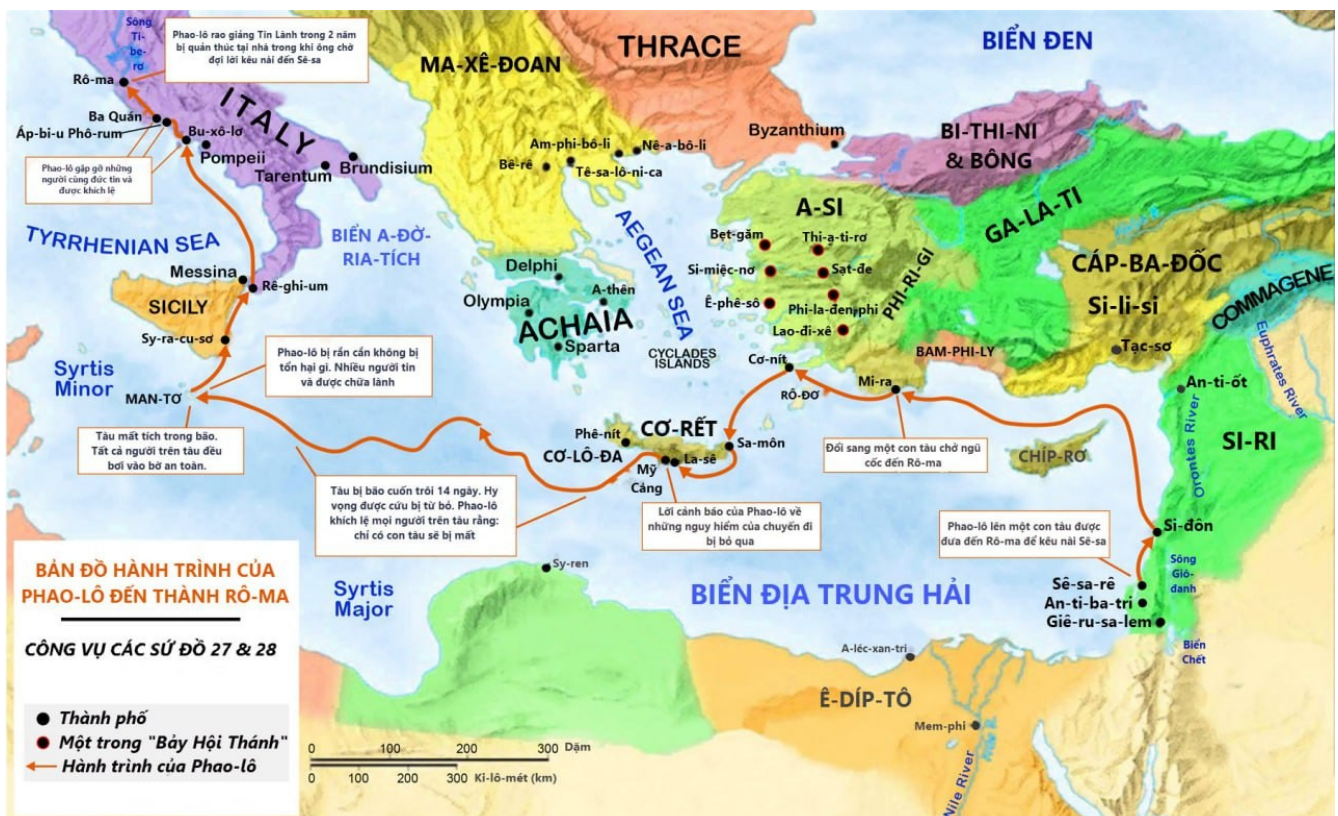 Sông
Ti-
be-
rơ
Phao-lô rao giảng Tin Lành trong 2 năm
bị quản thúc tại nhà trong khi ông chờ
đợi lời kêu nài đến Sê-sa
THRACE
BIỂN ĐEN
MA-XÊ-ĐOAN
Rô-ma
ITALY
Ba Quán
Áp-bi-u Phô-rum
Bu-xô-lơ
Pompeii
Phao-lô gặp gỡ những
người cùng đức tin và
được khích lệ
Tarentum
Brundisium
Am-phi-bô-li
Nê-a-bô-li
Bê-rê
Tê-sa-lô-ni-ca
Byzanthium
BI-THI-NI
& BÔNG
GA-LA-TI
A-SI
Bẹt-găm
Thi-a-ti-rơ
Si-miệc-nơ
Sạt-đe
Ê-phê-sô
Phi-la-đen-phi
Lao-đi-xê
PHI-RI-GI
CÁP-BA-ĐỐC
Si-li-si
COMMAGENE
Tạc-sơ
BAM-PHI-LY
Euphrates River
TYRRHENIAN SEA
BIỂN A-ĐỜ-
RIA-TÍCH
AEGEAN SEA
Messina
Rê-ghi-um
SICILY
Sy-ra-cu-sơ
Delphi
A-thên
Olympia
ACHAIA
Sparta
CYCLADES
ISLANDS
Cơ-nít
RÔ-ĐƠ
Mi-ra
An-ti-ốt
Orontes River
SI-RI
Syrtis
Minor
Phao-lô bị rắn cắn không bị
tổn hại gì. Nhiều người tin
và được chữa lành
MAN-TƠ
Tàu mất tích trong bão.
Tất cả người trên tàu đều
bơi vào bờ an toàn.
Phê-nít
CƠ-RẾT
Sa-môn
CƠ-LÔ-ĐA
La-sê
Mỹ
Cảng
Đổi sang một con tàu chở ngũ
cốc đến Rô-ma
CHÍP-RƠ
Tàu bị bão cuốn trôi 14 ngày. Hy
vọng được cứu bị từ bỏ. Phao-lô
khích lệ mọi người trên tàu rằng:
chỉ có con tàu sẽ bị mất
Lời cảnh báo của Phao-lô về
những nguy hiểm của chuyến đi
bị bỏ qua
Phao-lô lên một con tàu được
đưa đến Rô-ma để kêu nài Sê-sa
Si-đôn
Sông
Giô-
đanh
Sê-sa-rê
An-ti-ba-tri
Giê-ru-sa-lem
Biển
Chết
Sy-ren
Syrtis
Major
BIỂN ĐỊA TRUNG HẢI
A-léc-xan-tri
Ê-DÍP-TÔ
Mem-phi
Nile River
BẢN ĐỒ HÀNH TRÌNH CỦA
PHAO-LÔ ĐẾN THÀNH RÔ-MA
CÔNG VỤ CÁC SỨ ĐỒ 27 & 28
Thành phố
Một trong "Bảy Hội Thánh"
Hành trình của Phao-lô
0 100 200 300 Dặm
0 100 200 300 Ki-lô-mét (km)